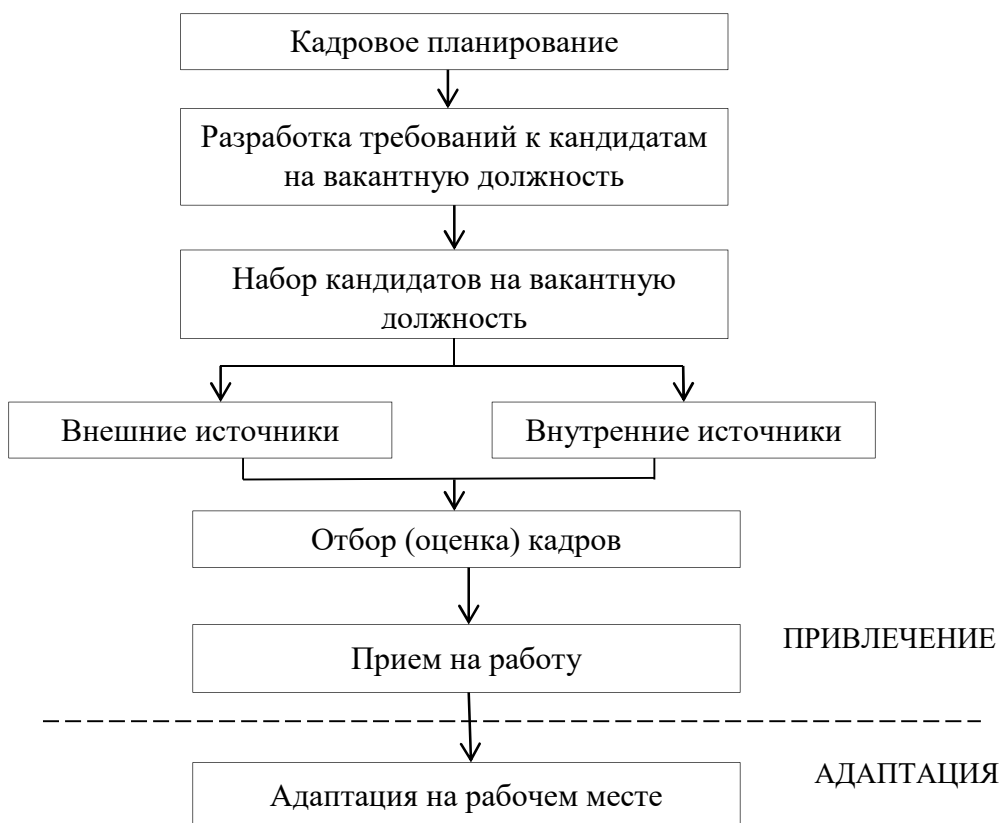 Кадровое планирование
Разработка требований к кандидатам
на вакантную должность
Набор кандидатов на вакантную
должность
Внешние источники
Внутренние источники
Отбор (оценка) кадров
ПРИВЛЕЧЕНИЕ
Прием на работу
АДАПТАЦИЯ
Адаптация на рабочем месте